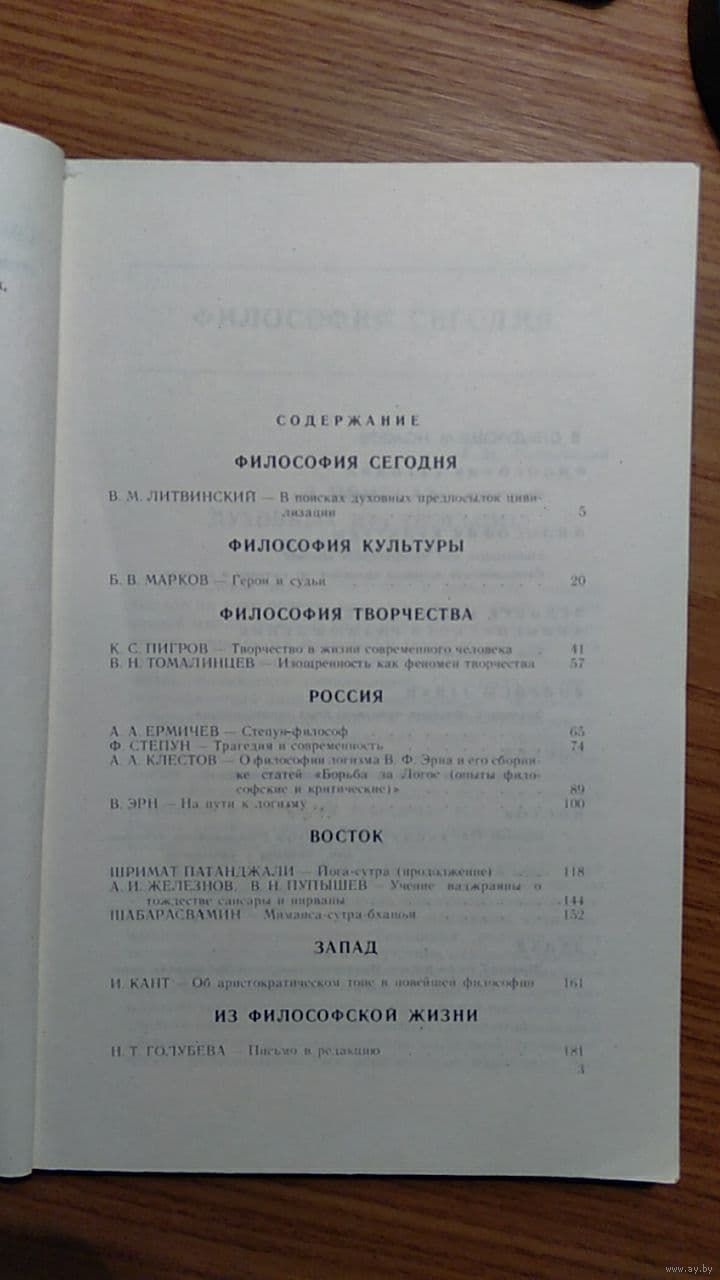 СОДЕРЖАНИЕ
ФИЛОСОФИЯ СЕГОДНЯ
В. М. ЛИТВИНСКИЙ — В поисках духовных предпосылок циви-
лизации 5
ФИЛОСОФИЯ КУЛЬТУРЫ
Б. В. МАРКОВ — Герои и судьи . . . . . . . 20
ФИЛОСОФИЯ ТВОРЧЕСТВА
К. С. ПИГРОВ — Творчество в жизни современного человека . 41
В. Н. ТОМАЛИНЦЕВ — Изощренность как феномен творчества 57
РОССИЯ
А. А. ЕРМИЧЕВ — Степун-философ . . . . . . 65
Ф. СТЕПУН — Трагедия и современность . . . . . 74
А. А. КЛЕСТОВ — О философии логизма В. Ф. Эрна и его сборни-
ке статей «Борьба за Логос (опыты фило-
софские и критические)» . . . . . 89
В. ЭРН — На пути к логизму . . . . . . . 100
ВОСТОК
ШРИМАТ ПАТАНДЖАЛИ — Йога-сутра (продолжение) . . . 118
А. И. ЖЕЛЕЗНОВ, В. Н. ПУПЫШЕВ — Учение ваджраяны о
тождестве сансары и нирваны . . . . . 144
ШАБАРАСВАМИН — Миманса-сутра-бхашья . . . . 152
ЗАПАД
И. КАНТ — Об аристократическом тоне в новейшей философии 161
ИЗ ФИЛОСОФСКОЙ ЖИЗНИ
Н. Т. ГОЛУБЕВА — Письмо в редакцию . . . . . 181
3
www.ay.by